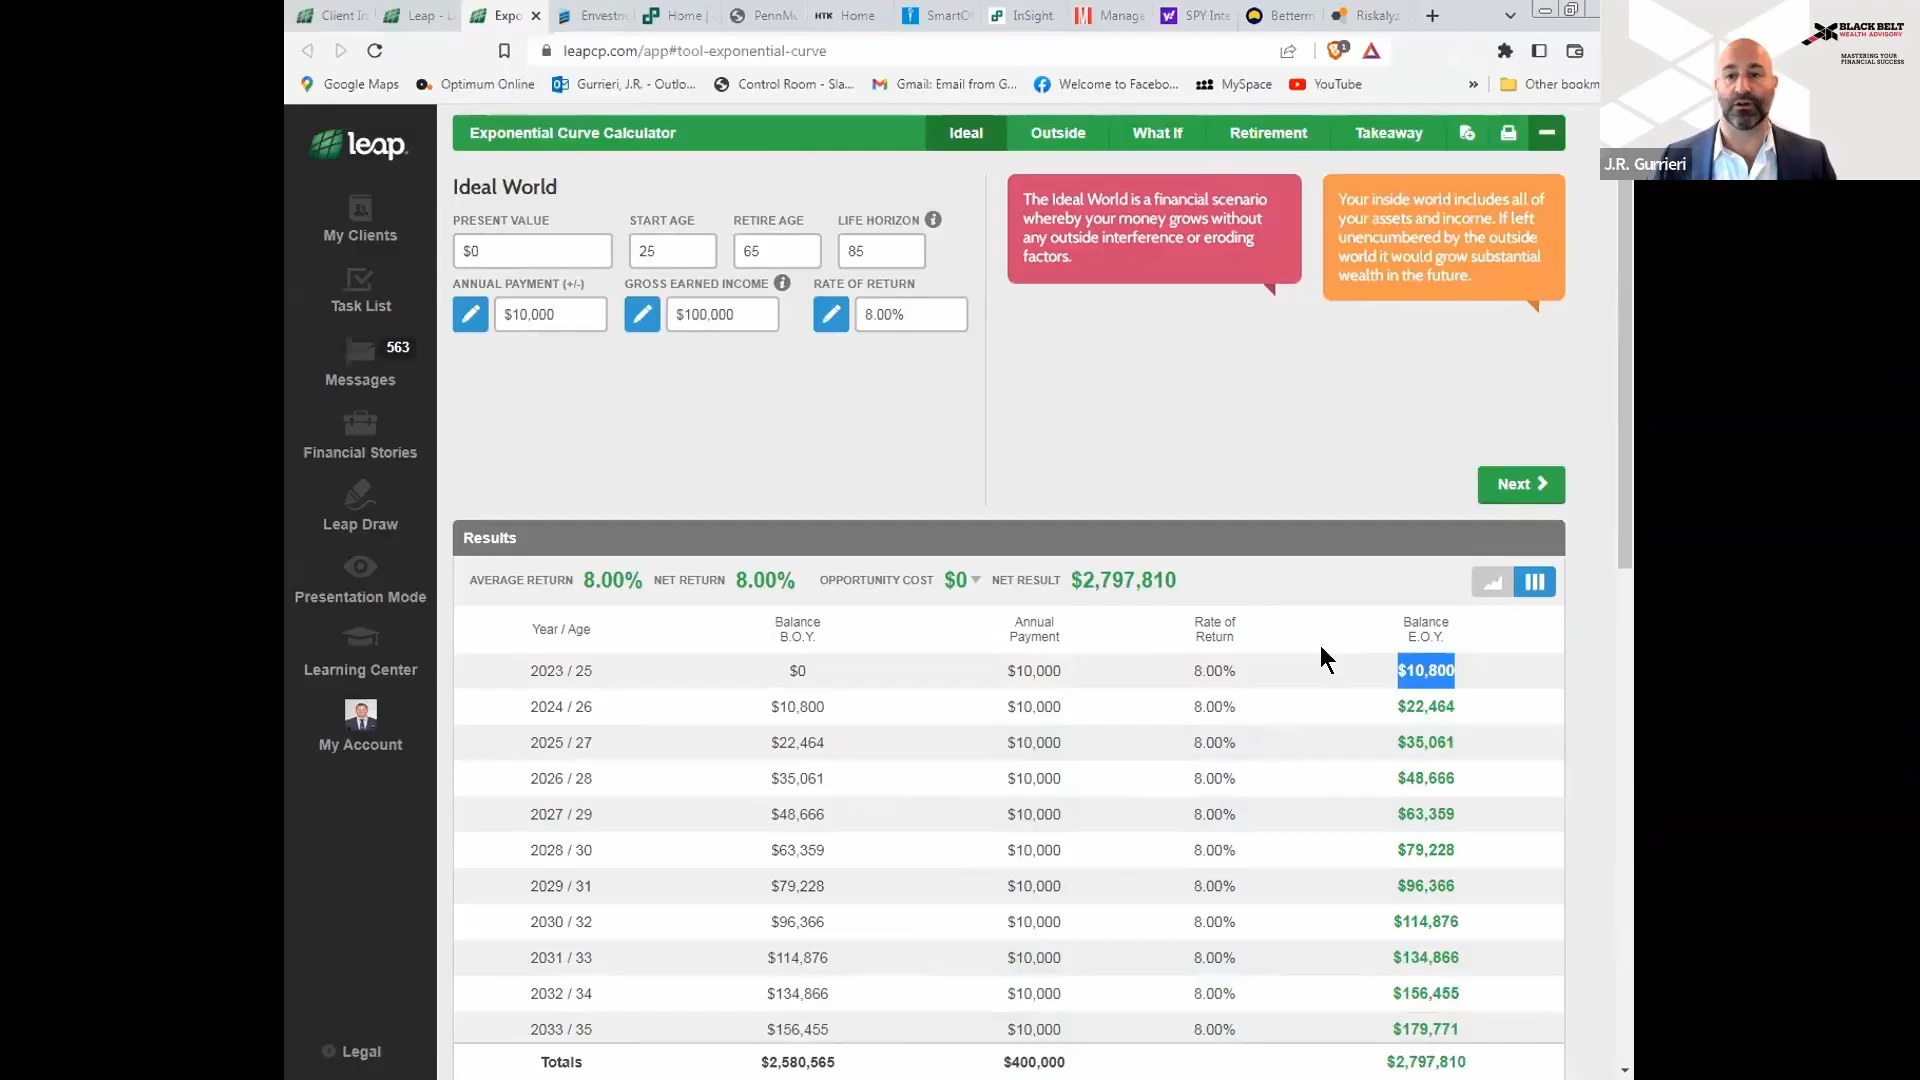 Client In
Leap - L
Expo
Envestm
Home |
PennMu
HTK Home
SmartO
InSight
Manage
SPY Inte
Betterm
Riskalyz
leapcp.com/app#tool-exponential-curve
Google Maps
Optimum Online
Gurrieri, J.R. - Outlo...
Control Room - Sla...
Gmail: Email from G...
Welcome to Facebo...
MySpace
YouTube
»
Other bookm
BLACK BELT
WEALTH ADVISORY
MASTERING YOUR
FINANCIAL SUCCESS
J.R. Gurrieri
leap.
My Clients
Task List
563
Messages
Financial Stories
Leap Draw
Presentation Mode
Learning Center
My Account
Legal
Exponential Curve Calculator
Ideal
Outside
What If
Retirement
Takeaway
Ideal World
PRESENT VALUE START AGE RETIRE AGE LIFE HORIZON
$0 25 65 85
ANNUAL PAYMENT (+/-) GROSS EARNED INCOME RATE OF RETURN
$10,000 $100,000 8.00%
The Ideal World is a financial scenario
whereby your money grows without
any outside interference or eroding
factors.
Your inside world includes all of
your assets and income. If left
unencumbered by the outside
world it would grow substantial
wealth in the future.
Next
Results
AVERAGE RETURN 8.00% NET RETURN 8.00% OPPORTUNITY COST $0 NET RESULT $2,797,810
Year / Age
Balance
B.O.Y.
Annual
Payment
Rate of
Return
Balance
E.O.Y.
2023 / 25 $0 $10,000 8.00% $10,800
2024 / 26 $10,800 $10,000 8.00% $22,464
2025 / 27 $22,464 $10,000 8.00% $35,061
2026 / 28 $35,061 $10,000 8.00% $48,666
2027 / 29 $48,666 $10,000 8.00% $63,359
2028 / 30 $63,359 $10,000 8.00% $79,228
2029 / 31 $79,228 $10,000 8.00% $96,366
2030 / 32 $96,366 $10,000 8.00% $114,876
2031 / 33 $114,876 $10,000 8.00% $134,866
2032 / 34 $134,866 $10,000 8.00% $156,455
2033 / 35 $156,455 $10,000 8.00% $179,771
Totals $2,580,565 $400,000 $2,797,810